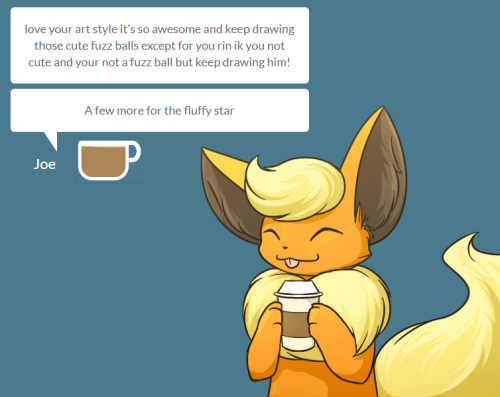 love your art style it's so awesome and keep drawing
those cute fuzz balls except for you rin ik you not
cute and your not a fuzz ball but keep drawing him!
A few more for the fluffy star
Joe